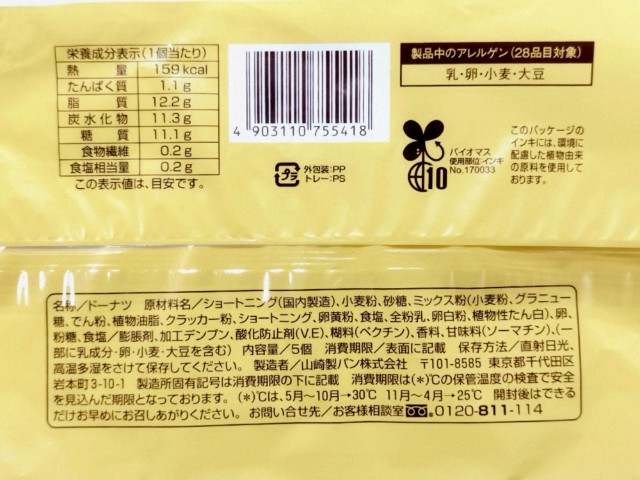 栄養成分表示(1個当たり)
熱 量 159kcal
たんぱく質 1.1g
脂 質 12.2g
炭水化物 11.3g
糖 質 11.1g
食物繊維 0.2g
食塩相当量 0.2g
この表示値は、目安です。
4 903110 755418
プラ
外包装:PP
トレー:PS
製品中のアレルゲン(28品目対象)
乳・卵・小麦・大豆
10
バイオマス
使用部位:インキ
No.170033
このパッケージの
インキには、環境に
配慮した植物由来
の原料を使用して
おります。
名称/ドーナツ 原材料名/ショートニング(国内製造)、小麦粉、砂糖、ミックス粉(小麦粉、グラニュー
糖、でん粉、植物油脂、クラッカー粉、ショートニング、卵黄粉、食塩、全粉乳、卵白粉、植物性たん白)、卵、
粉糖、食塩/膨脹剤、加工デンプン、酸化防止剤(V.E)、糊料(ペクチン)、香料、甘味料(ソーマチン)、(一
部に乳成分・卵・小麦・大豆を含む) 内容量/5個 消費期限/表面に記載 保存方法/直射日光、
高温多湿をさけて保存してください。 製造者/山崎製パン株式会社 〒101-8585 東京都千代田区
岩本町3-10-1 製造所固有記号は消費期限の下に記載 消費期限は(*)℃の保管温度の検査で安全
を見込んだ期限となっております。(*)℃は、5月~10月→30℃ 11月~4月→25℃ 開封後はできる
だけお早めにお召しあがりください。 お問い合せ先/お客様相談室 0120-811-114